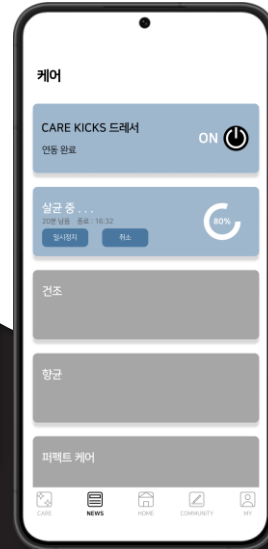 케어
CARE KICKS 드레서
연동 완료
ON
살균 중 . . .
20분 남음 종료 : 16:32
일시정지 취소
80%
건조
항균
퍼펙트 케어
CARE NEWS HOME COMMUNITY MY